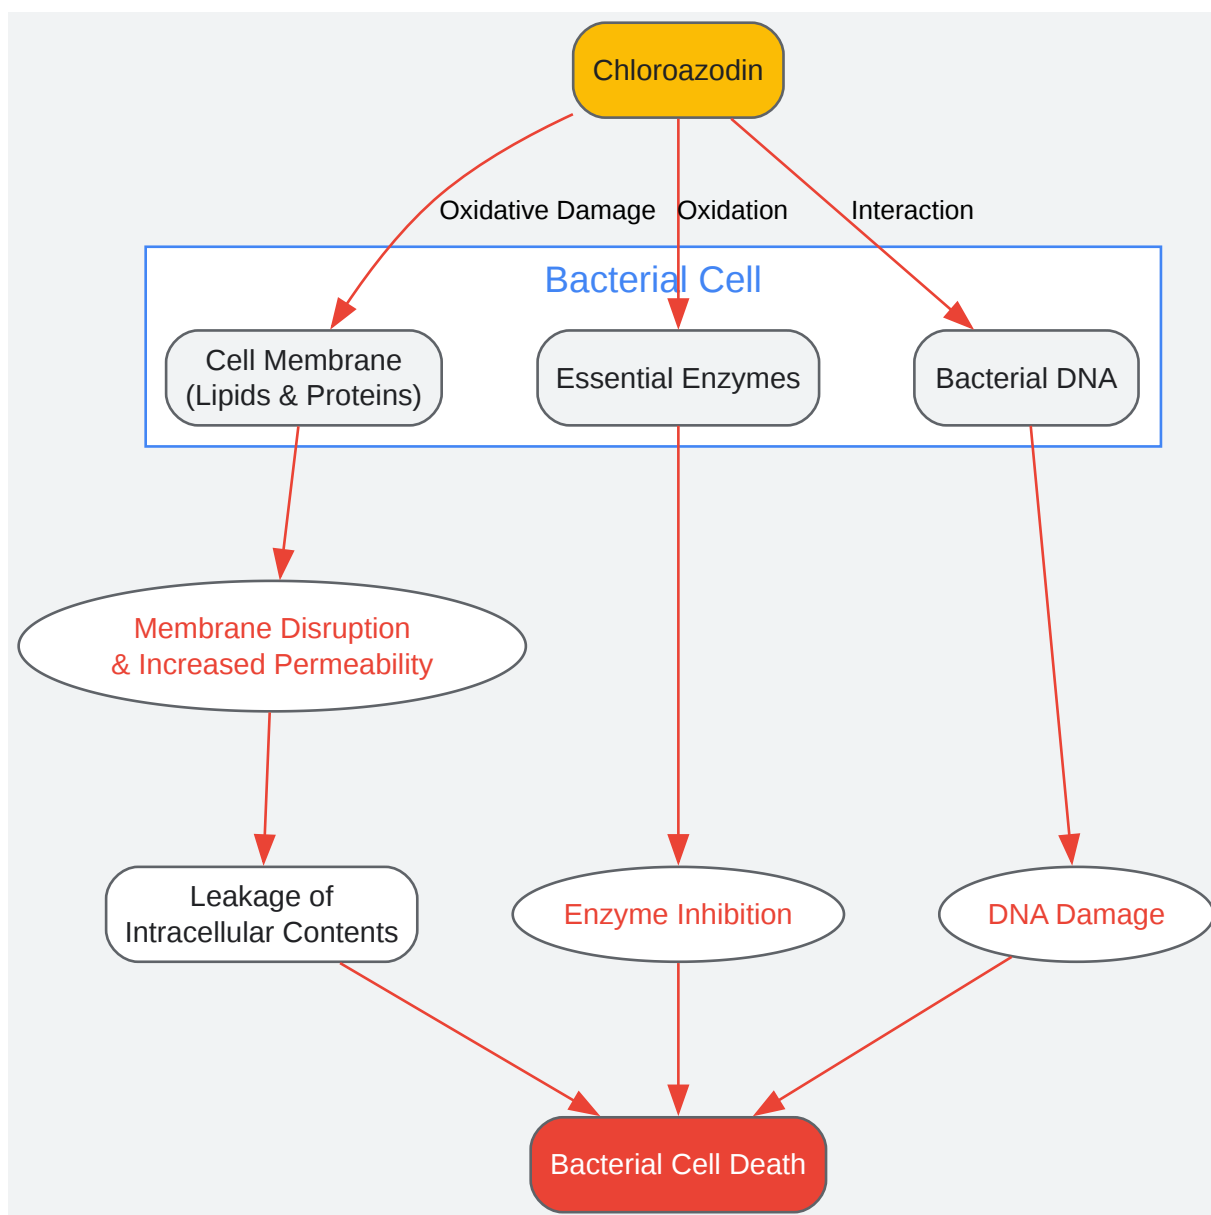 Chloroazodin
Oxidative Damage
Oxidation
Interaction
Bacterial Cell
Cell Membrane
(Lipids & Proteins)
Essential Enzymes
Bacterial DNA
Membrane Disruption
& Increased Permeability
Leakage of
Intracellular Contents
Enzyme Inhibition
DNA Damage
Bacterial Cell Death